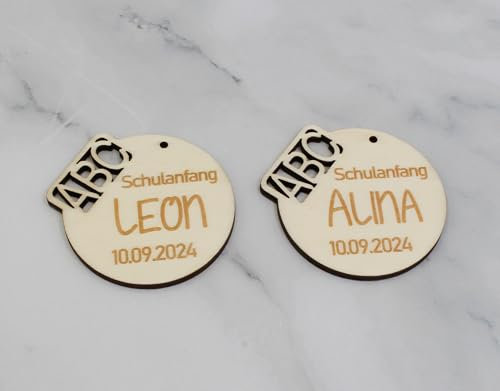 ABC
Schulanfang
LEON
10.09.2024
ABC
Schulanfang
ALINA
10.09.2024